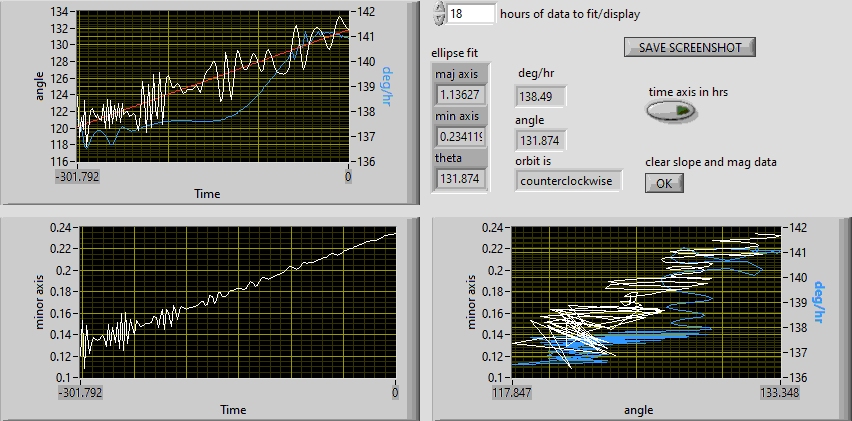 134
132
130
128
126
124
122
120
118
116
angle
142
141
140
139
138
137
136
deg/hr
-301.792
0
Time
18 hours of data to fit/display
SAVE SCREENSHOT
ellipse fit
maj axis
1.13627
min axis
0.234119
theta
131.874
deg/hr
138.49
angle
131.874
orbit is
counterclockwise
time axis in hrs
clear slope and mag data
OK
0.24
0.22
0.2
0.18
0.16
0.14
0.12
0.1
minor axis
-301.792
0
Time
0.24
0.22
0.2
0.18
0.16
0.14
0.12
0.1
minor axis
142
141
140
139
138
137
136
deg/hr
117.847
133.348
angle